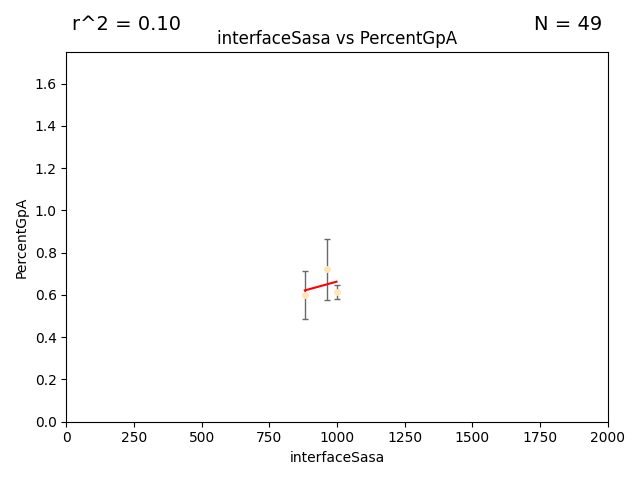 r^2 = 0.10
N = 49
interfaceSasa vs PercentGpA
PercentGpA
1.6
1.4
1.2
1.0
0.8
0.6
0.4
0.2
0.0
0 250 500 750 1000 1250 1500 1750 2000
interfaceSasa